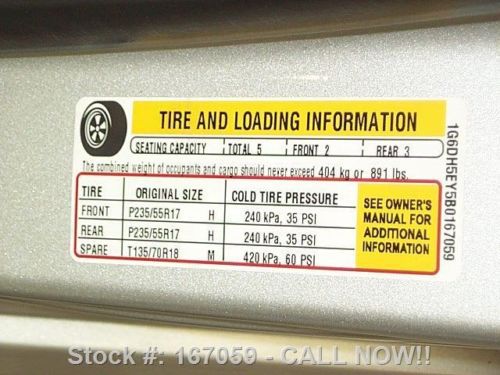 TIRE AND LOADING INFORMATION
SEATING CAPACITY TOTAL 5 FRONT 2 REAR 3
The combined weight of occupants and cargo should never exceed 404 kg or 891 lbs.
TIRE ORIGINAL SIZE COLD TIRE PRESSURE
FRONT P235/55R17 H 240 kPa, 35 PSI
REAR P235/55R17 H 240 kPa, 35 PSI
SPARE T135/70R18 M 420 kPa, 60 PSI
SEE OWNER'S
MANUAL FOR
ADDITIONAL
INFORMATION
1G6DH5EY5B0167059
Stock #: 167059 - CALL NOW!!